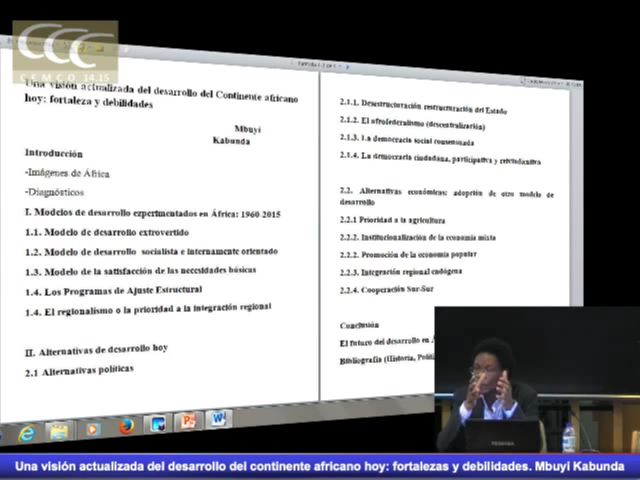 CCC
CEMCO 14.15
Una visión actualizada del desarrollo del Continente africano
hoy: fortaleza y debilidades
Mbuyi
Kabunda
Introducción
-Imágenes de África
-Diagnósticos
I. Modelos de desarrollo experimentados en África: 1960-2015
1.1. Modelo de desarrollo extrovertido
1.2. Modelo de desarrollo socialista e internamente orientado
1.3. Modelo de la satisfacción de las necesidades básicas
1.4. Los Programas de Ajuste Estructural
1.4. El regionalismo o la prioridad a la integración regional
II. Alternativas de desarrollo hoy
2.1 Alternativas políticas
2.1.1. Desestructuración restructuración del Estado
2.1.2. El afrofederalismo (descentralización)
2.1.3. La democracia social consensuada
2.1.4. La democracia ciudadana, participativa y reivindicativa
2.2. Alternativas económicas: adopción de otro modelo de
desarrollo
2.2.1 Prioridad a la agricultura
2.2.2. Institucionalización de la economía mixta
2.2.2. Promoción de la economía popular
2.2.3. Integración regional endógena
2.2.4. Cooperación Sur-Sur
Conclusión
El futuro del desarrollo en
Bibliografía (Historia,
TOSHIBA
Una visión actualizada del desarrollo del continente africano hoy: fortalezas y debilidades. Mbuyi Kabunda